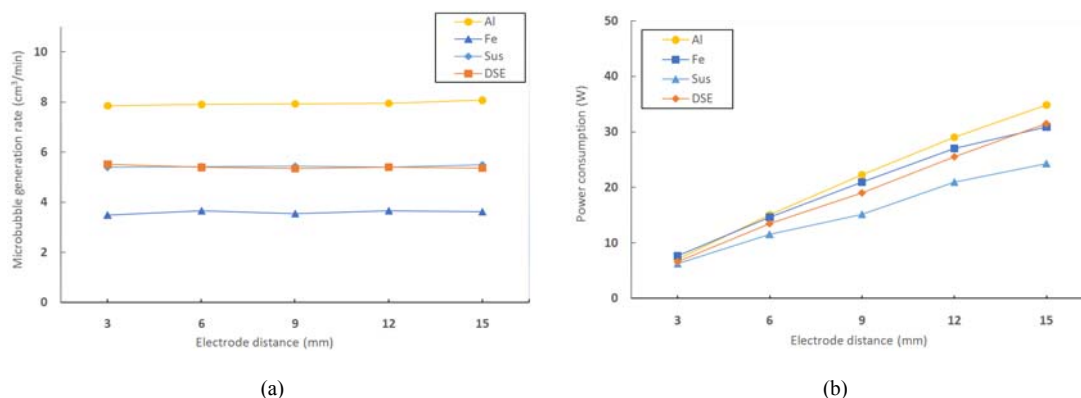 Microbubble generation rate (cm³/min)
10
8
6
4
2
0
3 6 9 12 15
Electrode distance (mm)
Al
Fe
Sus
DSE
(a)
Power consumption (W)
50
40
30
20
10
0
3 6 9 12 15
Electrode distance (mm)
Al
Fe
Sus
DSE
(b)